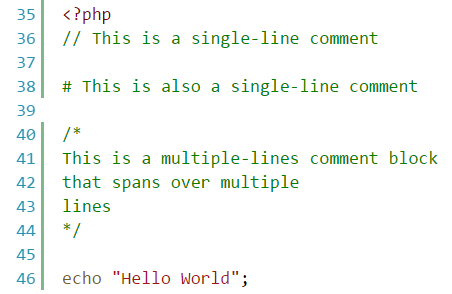 35 <?php
36 // This is a single-line comment
37
38 # This is also a single-line comment
39
40 /*
41 This is a multiple-lines comment block
42 that spans over multiple
43 lines
44 */
45
46 echo "Hello World";